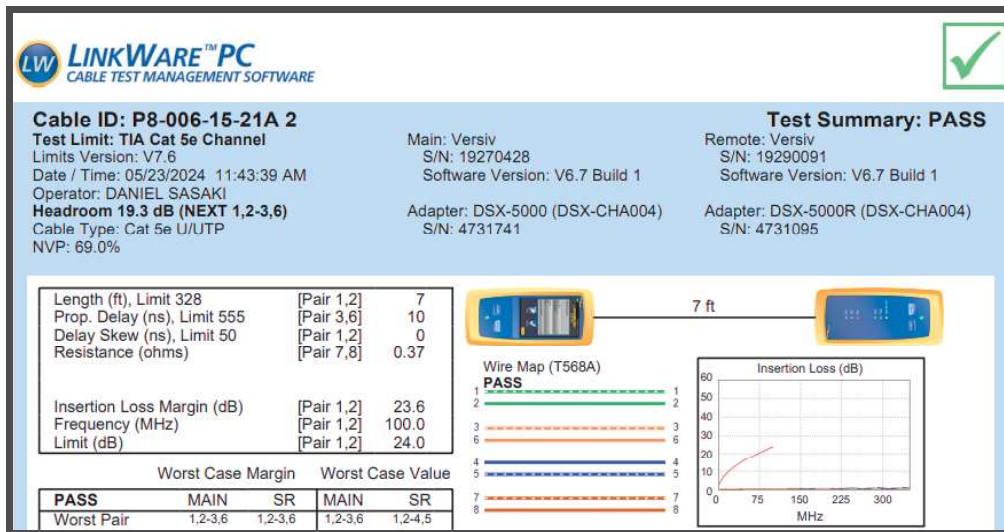 LW LINKWARE™PC
CABLE TEST MANAGEMENT SOFTWARE
Cable ID: P8-006-15-21A 2
Test Summary: PASS
Test Limit: TIA Cat 5e Channel
Limits Version: V7.6
Date / Time: 05/23/2024 11:43:39 AM
Operator: DANIEL SASAKI
Headroom 19.3 dB (NEXT 1,2-3,6)
Cable Type: Cat 5e U/UTP
NVP: 69.0%
Main: Versiv
S/N: 19270428
Software Version: V6.7 Build 1
Adapter: DSX-5000 (DSX-CHA004)
S/N: 4731741
Remote: Versiv
S/N: 19290091
Software Version: V6.7 Build 1
Adapter: DSX-5000R (DSX-CHA004)
S/N: 4731095
Length (ft), Limit 328 [Pair 1,2] 7
Prop. Delay (ns), Limit 555 [Pair 3,6] 10
Delay Skew (ns), Limit 50 [Pair 1,2] 0
Resistance (ohms) [Pair 7,8] 0.37
Insertion Loss Margin (dB) [Pair 1,2] 23.6
Frequency (MHz) [Pair 1,2] 100.0
Limit (dB) [Pair 1,2] 24.0
Worst Case Margin Worst Case Value
PASS MAIN SR MAIN SR
Worst Pair 1,2-3,6 1,2-3,6 1,2-3,6 1,2-4,5
7 ft
Wire Map (T568A)
PASS
1 1
2 2
3 3
6 6
4 4
5 5
7 7
8 8
Insertion Loss (dB)
60
50
40
30
20
10
0
0 75 150 225 300
MHz